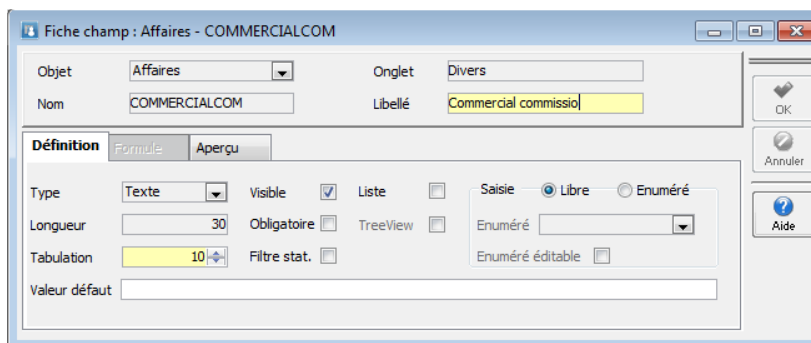 Fiche champ : Affaires - COMMERCIALCOM
Objet Affaires Onglet Divers
Nom COMMERCIALCOM Libellé Commercial commissio
OK
Annuler
Aide
Définition Formule Aperçu
Type Texte Visible Liste Saisie Libre Enuméré
Longueur 30 Obligatoire TreeView Enuméré
Tabulation 10 Filtre stat. Enuméré éditable
Valeur défaut